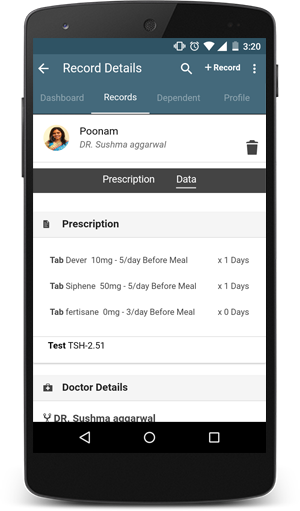 3:20
Record Details
+ Record
Dashboard Records Dependent Profile
Poonam
DR. Sushma aggarwal
Prescription Data
Prescription
Tab Dever 10mg - 5/day Before Meal x 1 Days
Tab Siphene 50mg - 5/day Before Meal x 1 Days
Tab fertisane 0mg - 3/day Before Meal x 0 Days
Test TSH-2.51
Doctor Details
DR. Sushma aggarwal